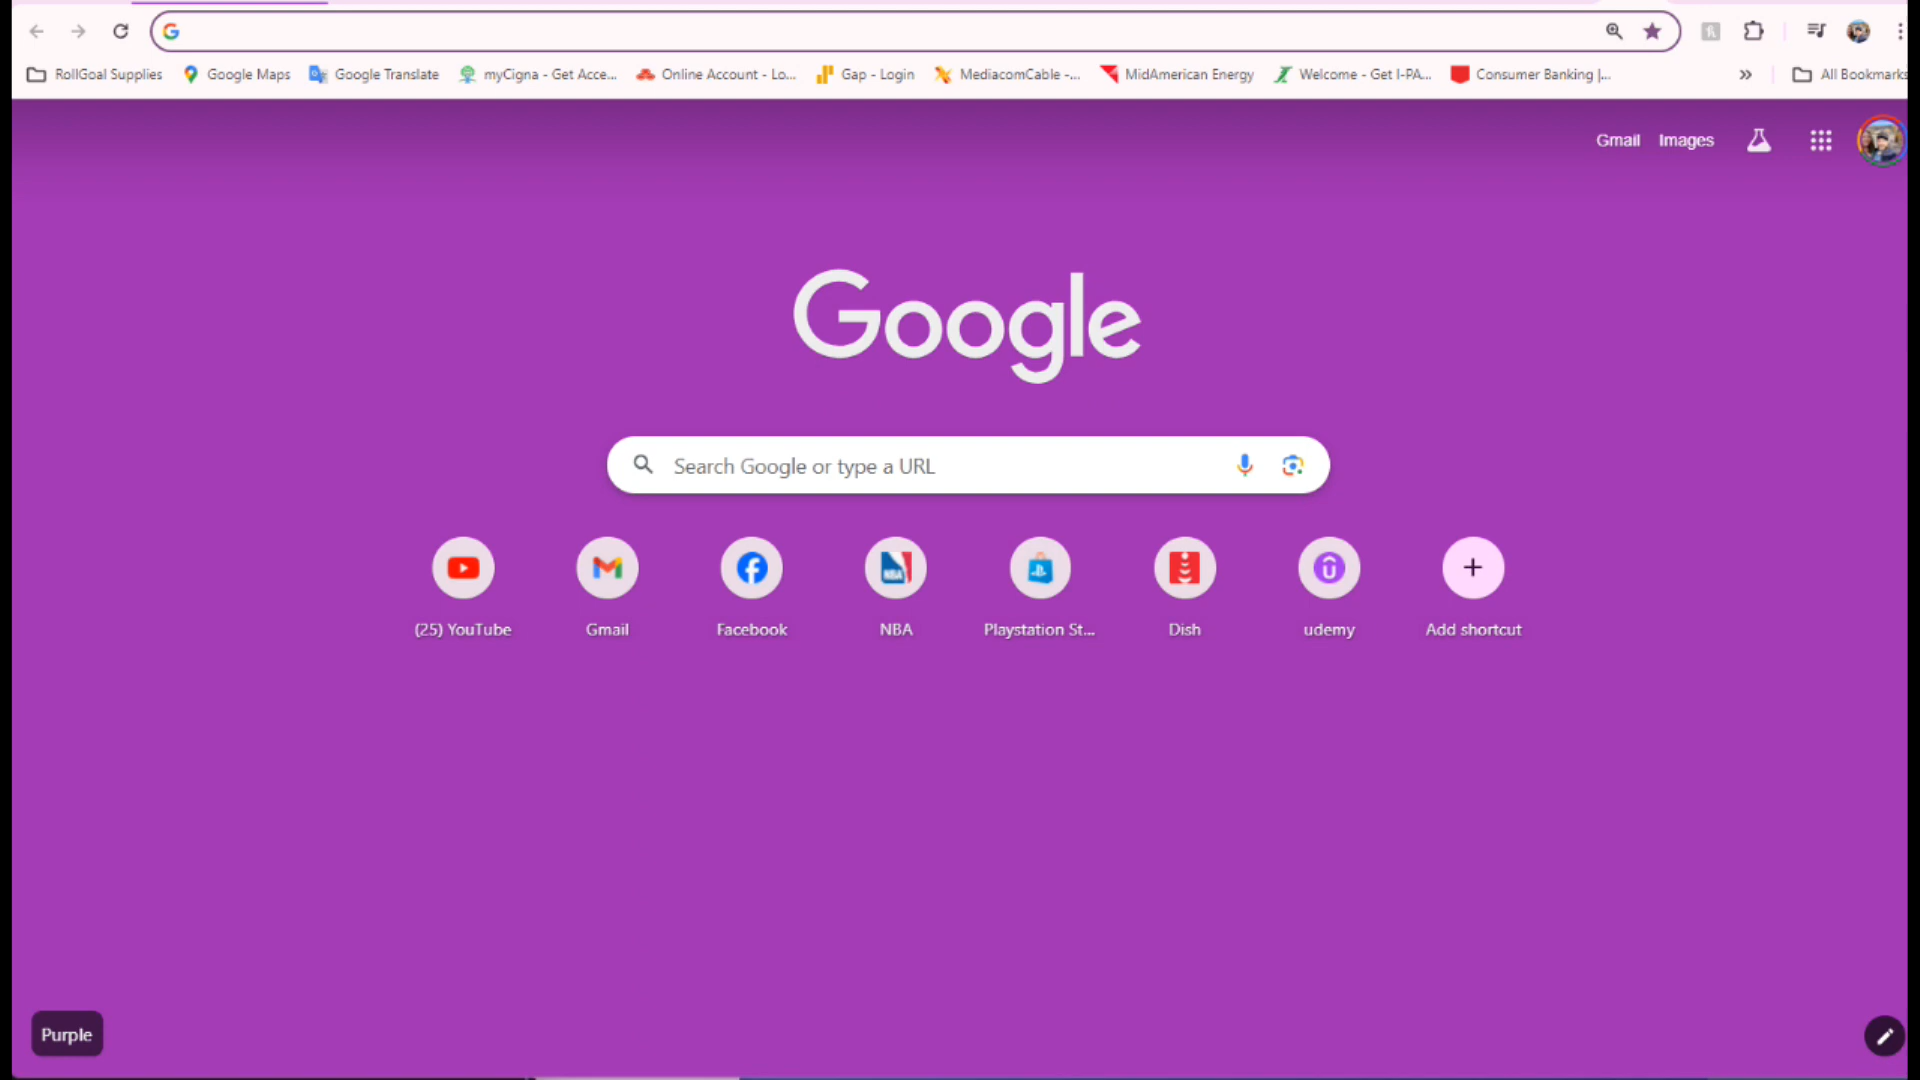 RollGoal Supplies
Google Maps
Google Translate
myCigna - Get Acce...
Online Account - Lo...
Gap - Login
MediacomCable -...
MidAmerican Energy
Welcome - Get I-PA...
Consumer Banking |...
All Bookmarks
Gmail
Images
Google
Search Google or type a URL
(25) YouTube
Gmail
Facebook
NBA
Playstation St...
Dish
udemy
Add shortcut
Purple